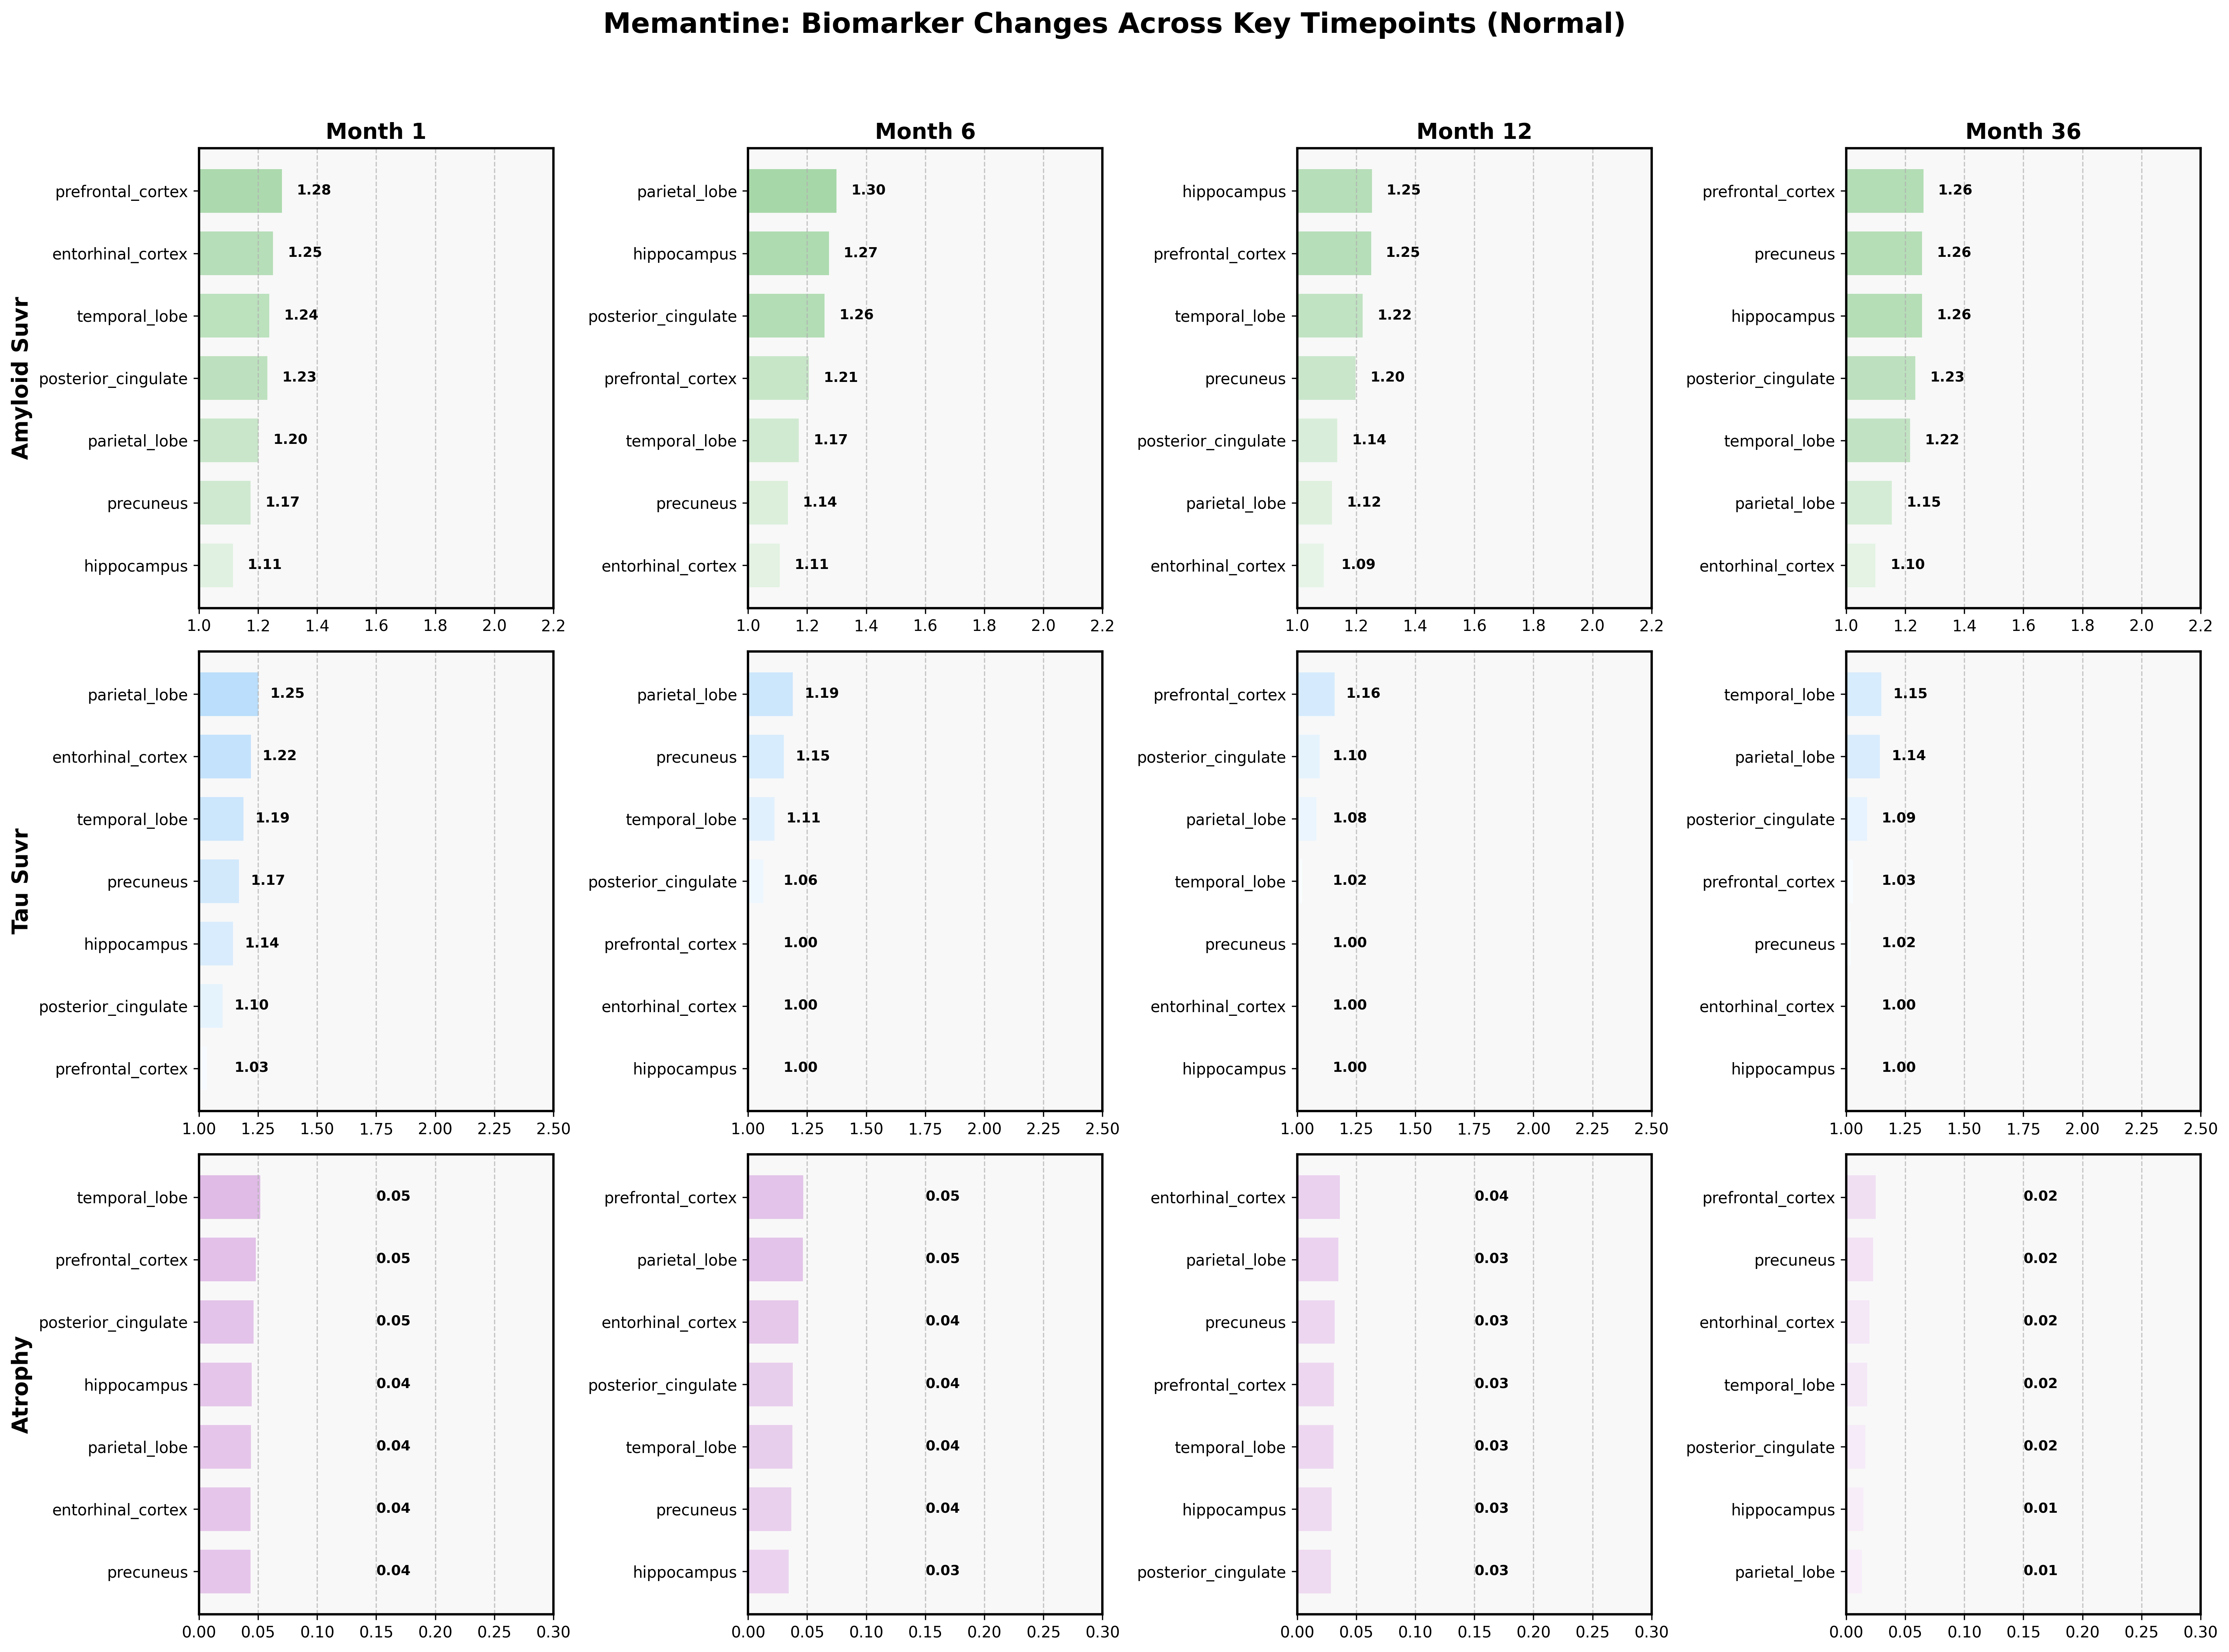 Memantine: Biomarker Changes Across Key Timepoints (Normal)
Month 1
Month 6
Month 12
Month 36
Amyloid Suvr
prefrontal_cortex 1.28
entorhinal_cortex 1.25
temporal_lobe 1.24
posterior_cingulate 1.23
parietal_lobe 1.20
precuneus 1.17
hippocampus 1.11
1.0 1.2 1.4 1.6 1.8 2.0 2.2
parietal_lobe 1.30
hippocampus 1.27
posterior_cingulate 1.26
prefrontal_cortex 1.21
temporal_lobe 1.17
precuneus 1.14
entorhinal_cortex 1.11
1.0 1.2 1.4 1.6 1.8 2.0 2.2
hippocampus 1.25
prefrontal_cortex 1.25
temporal_lobe 1.22
precuneus 1.20
posterior_cingulate 1.14
parietal_lobe 1.12
entorhinal_cortex 1.09
1.0 1.2 1.4 1.6 1.8 2.0 2.2
prefrontal_cortex 1.26
precuneus 1.26
hippocampus 1.26
posterior_cingulate 1.23
temporal_lobe 1.22
parietal_lobe 1.15
entorhinal_cortex 1.10
1.0 1.2 1.4 1.6 1.8 2.0 2.2
Tau Suvr
parietal_lobe 1.25
entorhinal_cortex 1.22
temporal_lobe 1.19
precuneus 1.17
hippocampus 1.14
posterior_cingulate 1.10
prefrontal_cortex 1.03
1.00 1.25 1.50 1.75 2.00 2.25 2.50
parietal_lobe 1.19
precuneus 1.15
temporal_lobe 1.11
posterior_cingulate 1.06
prefrontal_cortex 1.00
entorhinal_cortex 1.00
hippocampus 1.00
1.00 1.25 1.50 1.75 2.00 2.25 2.50
prefrontal_cortex 1.16
posterior_cingulate 1.10
parietal_lobe 1.08
temporal_lobe 1.02
precuneus 1.00
entorhinal_cortex 1.00
hippocampus 1.00
1.00 1.25 1.50 1.75 2.00 2.25 2.50
temporal_lobe 1.15
parietal_lobe 1.14
posterior_cingulate 1.09
prefrontal_cortex 1.03
precuneus 1.02
entorhinal_cortex 1.00
hippocampus 1.00
1.00 1.25 1.50 1.75 2.00 2.25 2.50
Atrophy
temporal_lobe 0.05
prefrontal_cortex 0.05
posterior_cingulate 0.05
hippocampus 0.04
parietal_lobe 0.04
entorhinal_cortex 0.04
precuneus 0.04
0.00 0.05 0.10 0.15 0.20 0.25 0.30
prefrontal_cortex 0.05
parietal_lobe 0.05
entorhinal_cortex 0.04
posterior_cingulate 0.04
temporal_lobe 0.04
precuneus 0.04
hippocampus 0.03
0.00 0.05 0.10 0.15 0.20 0.25 0.30
entorhinal_cortex 0.04
parietal_lobe 0.03
precuneus 0.03
prefrontal_cortex 0.03
temporal_lobe 0.03
hippocampus 0.03
posterior_cingulate 0.03
0.00 0.05 0.10 0.15 0.20 0.25 0.30
prefrontal_cortex 0.02
precuneus 0.02
entorhinal_cortex 0.02
temporal_lobe 0.02
posterior_cingulate 0.02
hippocampus 0.01
parietal_lobe 0.01
0.00 0.05 0.10 0.15 0.20 0.25 0.30